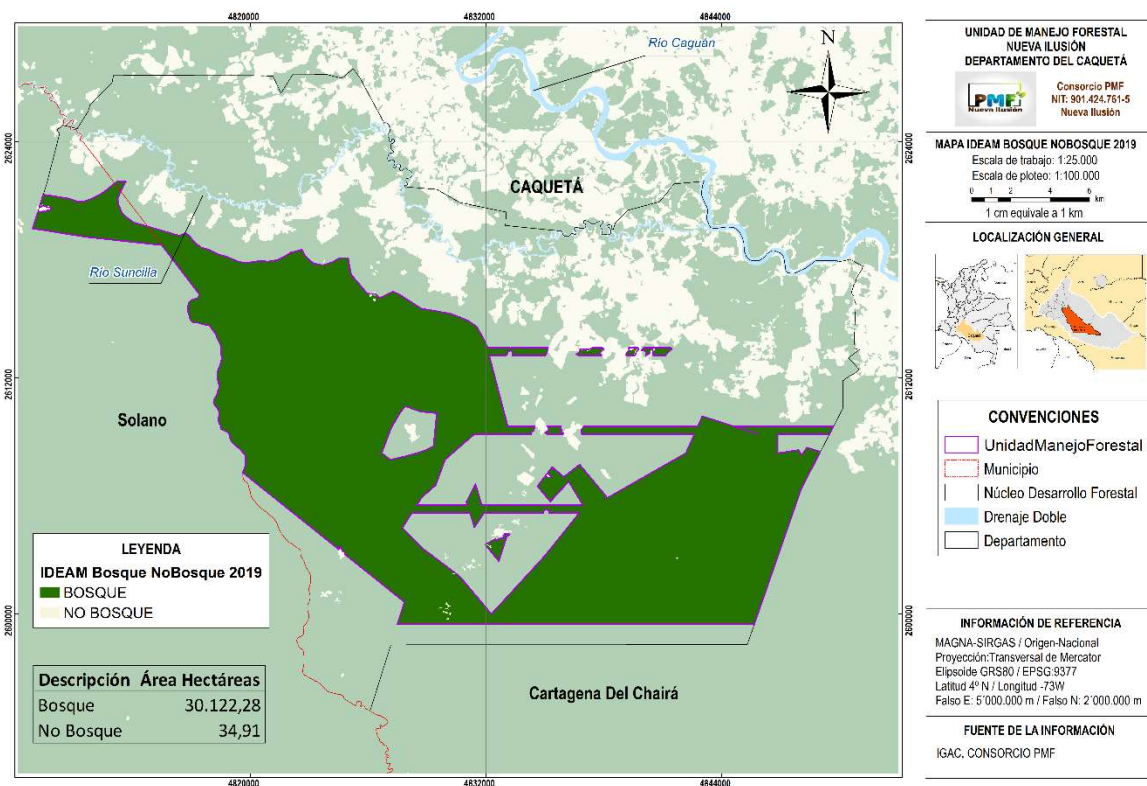 4820000
4832000
4844000
Río Caguán
N
2624000
2624000
CAQUETÁ
Río Suncilla
2612000
2612000
Solano
2600000
2600000
Cartagena Del Chairá
LEYENDA
IDEAM Bosque NoBosque 2019
BOSQUE
NO BOSQUE
Descripción Área Hectáreas
Bosque 30.122,28
No Bosque 34,91
4820000
4832000
4844000
UNIDAD DE MANEJO FORESTAL
NUEVA ILUSIÓN
DEPARTAMENTO DEL CAQUETÁ
PMF
Nueva Ilusión
Consorcio PMF
NIT: 901.424.761-5
Nueva Ilusión
MAPA IDEAM BOSQUE NOBOSQUE 2019
Escala de trabajo: 1:25.000
Escala de ploteo: 1:100.000
0 1 2 4 6 km
1 cm equivale a 1 km
LOCALIZACIÓN GENERAL
CONVENCIONES
UnidadManejoForestal
Municipio
Núcleo Desarrollo Forestal
Drenaje Doble
Departamento
INFORMACIÓN DE REFERENCIA
MAGNA-SIRGAS / Origen-Nacional
Proyección:Transversal de Mercator
Elipsoide GRS80 / EPSG:9377
Latitud 4º N / Longitud -73W
Falso E: 5´000.000 m / Falso N: 2´000.000 m
FUENTE DE LA INFORMACIÓN
IGAC, CONSORCIO PMF